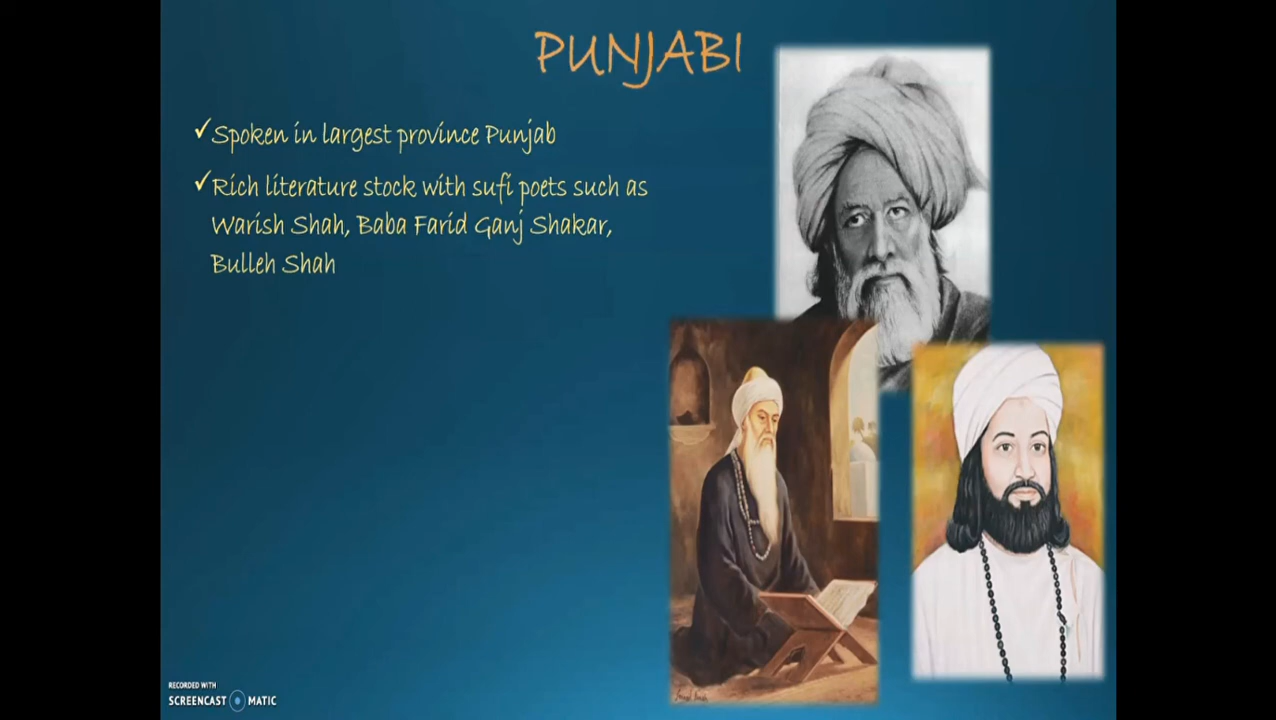 PUNJABI
✓Spoken in largest province Punjab
✓Rich literature stock with sufi poets such as
Warish Shah, Baba Farid Ganj Shakar,
Bulleh Shah
RECORDED WITH
SCREENCAST MATIC